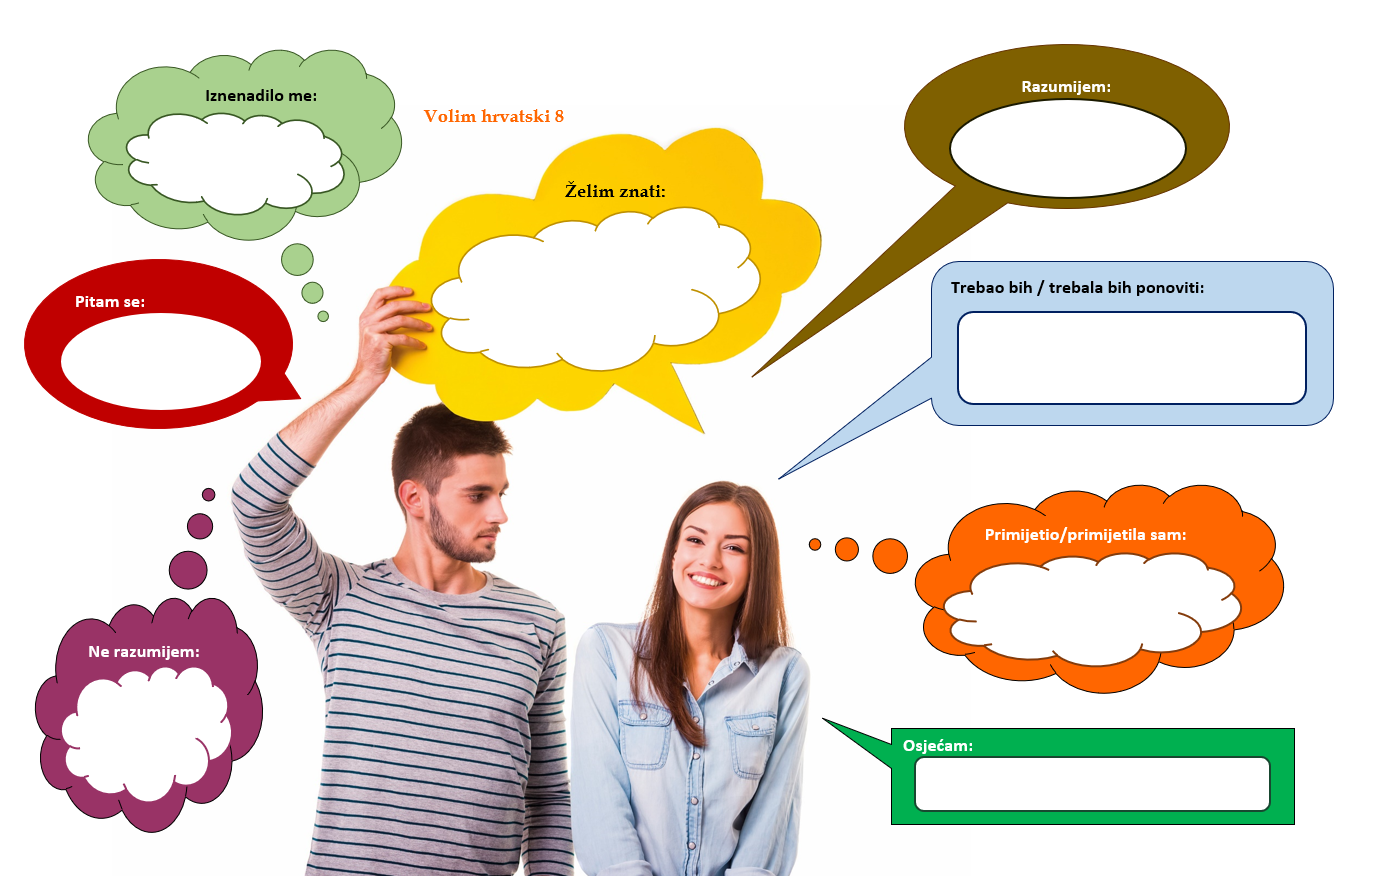 Iznenadilo me:
Volim hrvatski 8
Želim znati:
Razumijem:
Pitam se:
Trebao bih / trebala bih ponoviti:
Primijetio/primijetila sam:
Ne razumijem:
Osjećam: